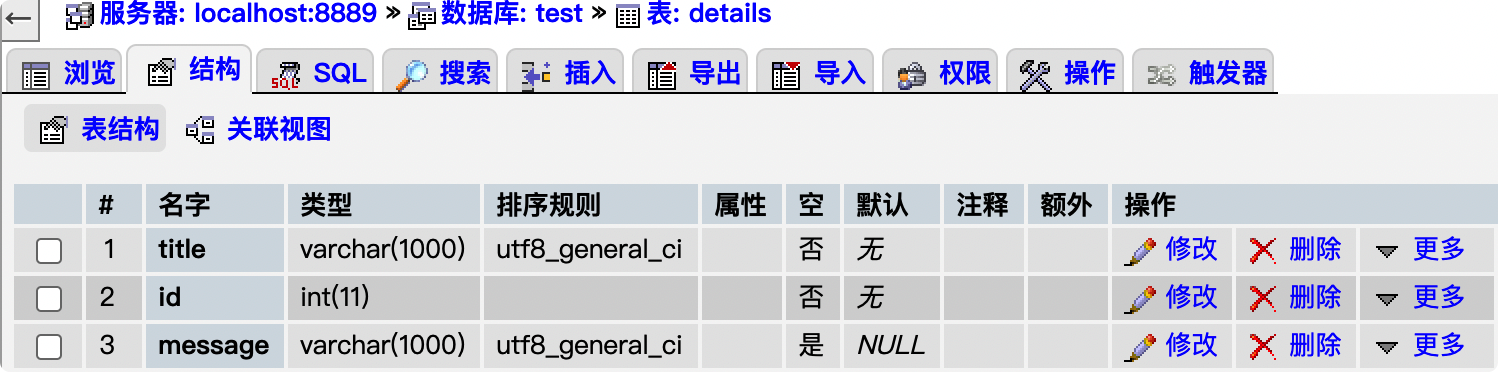 ← 服务器: localhost:8889 » 数据库: test » 表: details
浏览 结构 SQL 搜索 插入 导出 导入 权限 操作 触发器
表结构 关联视图
# 名字 类型 排序规则 属性 空 默认 注释 额外 操作
1 title varchar(1000) utf8_general_ci 否 无 修改 删除 更多
2 id int(11) 否 无 修改 删除 更多
3 message varchar(1000) utf8_general_ci 是 NULL 修改 删除 更多